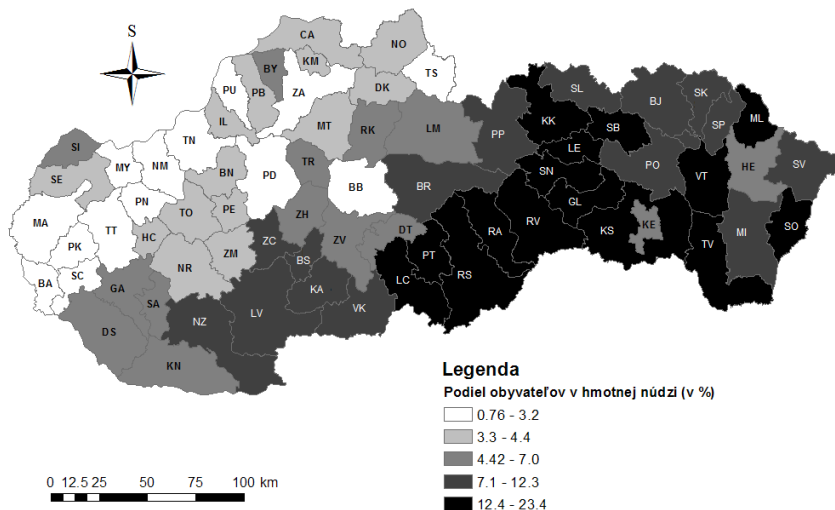 S
CA
NO
KM
BY
TS
PU
PB
ZA
DK
SL
SK
BJ
ML
IL
MT
RK
LM
PP
KK
SB
SP
SI
TN
LE
MY
NM
BN
TR
PD
SN
PO
VT
HE
SV
SE
BB
BR
PN
TO
PE
ZH
GL
MA
TT
HC
ZC
ZV
DT
RA
RV
KS
KE
MI
SO
PK
NR
ZM
BS
PT
TV
BA
SC
GA
SA
KA
LC
RS
DS
NZ
LV
VK
KN
Legenda
Podiel obyvateľov v hmotnej núdzi (v %)
0.76 - 3.2
3.3 - 4.4
4.42 - 7.0
7.1 - 12.3
12.4 - 23.4
0 12.5 25 50 75 100 km